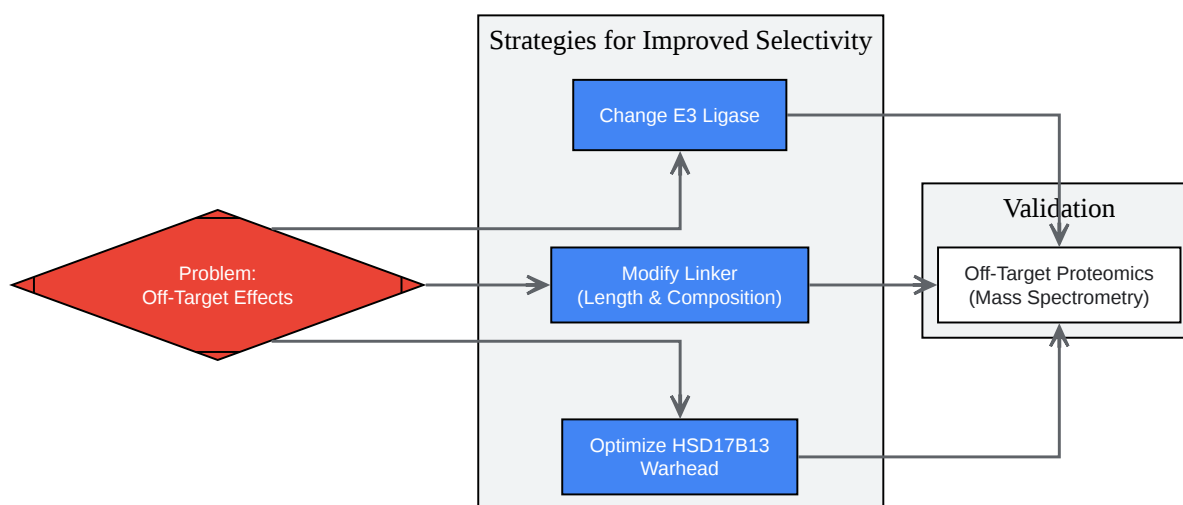 Strategies for Improved Selectivity
Change E3 Ligase
Validation
Problem:
Off-Target Effects
Modify Linker
(Length & Composition)
Off-Target Proteomics
(Mass Spectrometry)
Optimize HSD17B13
Warhead